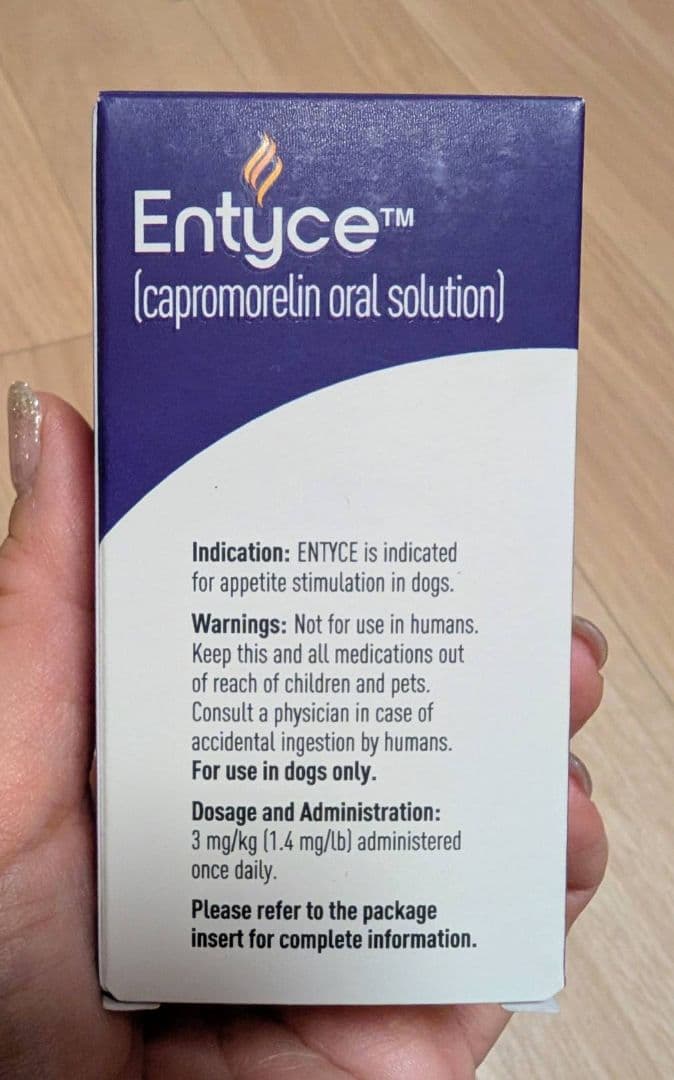 Entyce™
(capromorelin oral solution)
Indication: ENTYCE is indicated
for appetite stimulation in dogs.
Warnings: Not for use in humans.
Keep this and all medications out
of reach of children and pets.
Consult a physician in case of
accidental ingestion by humans.
For use in dogs only.
Dosage and Administration:
3 mg/kg (1.4 mg/lb) administered
once daily.
Please refer to the package
insert for complete information.